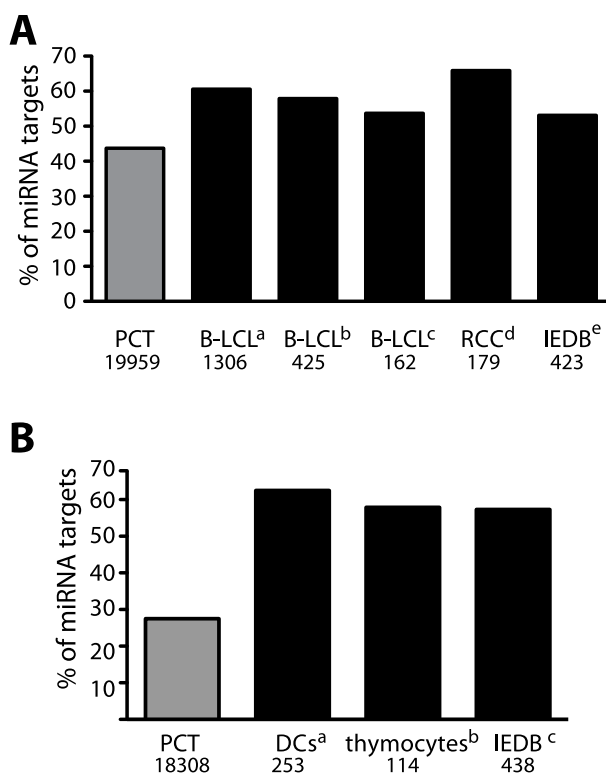 A
% of miRNA targets
70
60
50
40
30
20
10
0
PCT B-LCLa B-LCLb B-LCLc RCCd IEDBe
19959 1306 425 162 179 423
B
% of miRNA targets
70
60
50
40
30
20
10
PCT DCsa thymocytesb IEDB c
18308 253 114 438